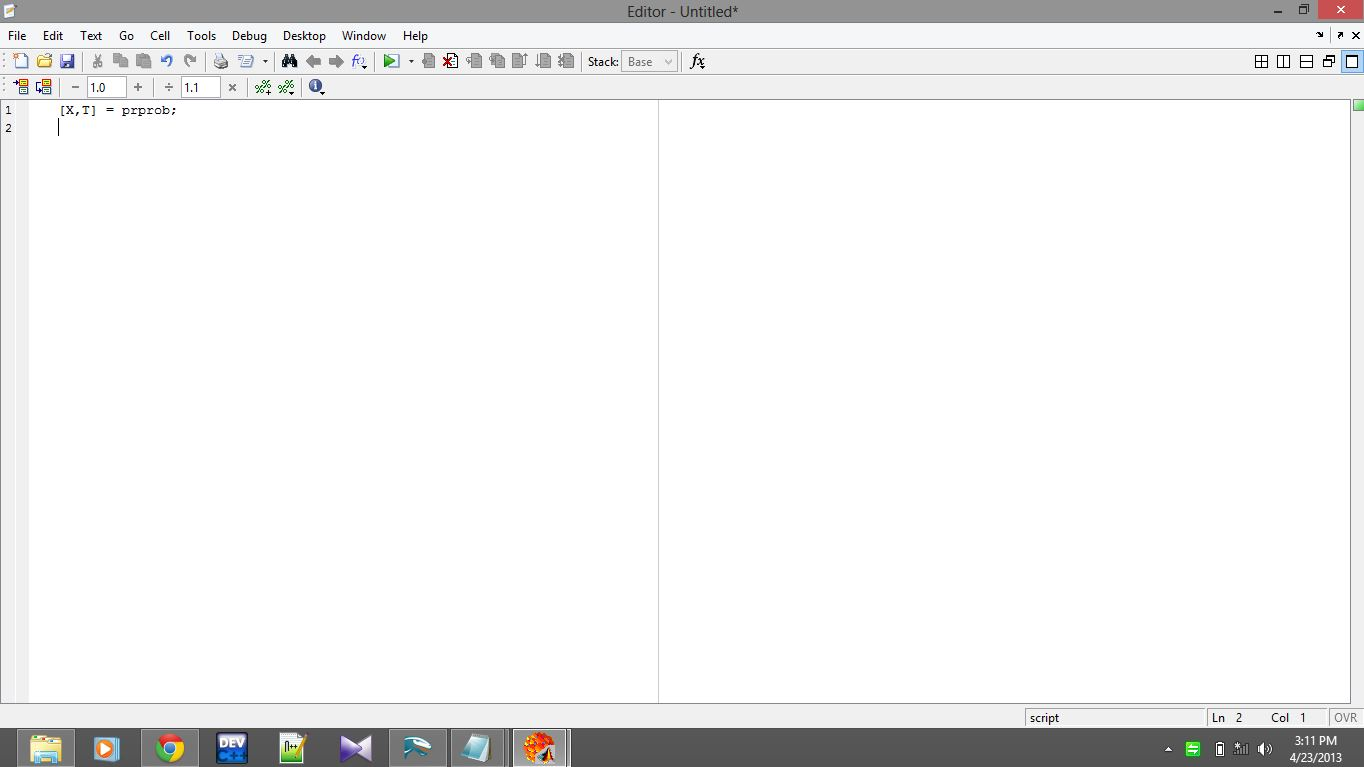 Editor - Untitled*
File Edit Text Go Cell Tools Debug Desktop Window Help
Stack: Base fx
1.0 1.1
1 [X,T] = prprob;
2
script Ln 2 Col 1 OVR
DEV C++ n++
3:11 PM
4/23/2013